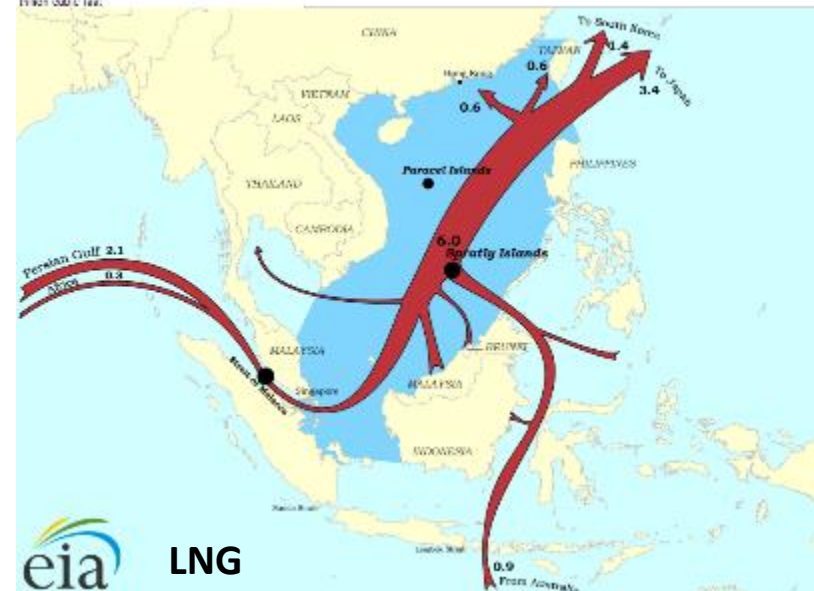 To South Korea
CHINA
1.4
TAIWAN
0.6
Hong Kong
To Japan
3.4
VIETNAM
0.6
LAOS
Paracel Islands
PHILIPPINES
THAILAND
CAMBODIA
6.0
Spratly Islands
Persian Gulf 2.1
Africa 0.3
MALAYSIA
BRUNEI
Strait of Malacca
Singapore
MALAYSIA
INDONESIA
Sunda Strait
Lombok Strait
eia
LNG
0.9
From Australia